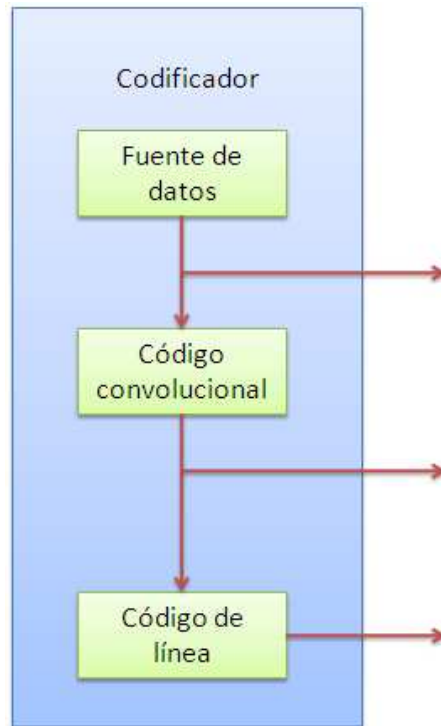 Codificador
Fuente de
datos
Código
convolucional
Código de
línea